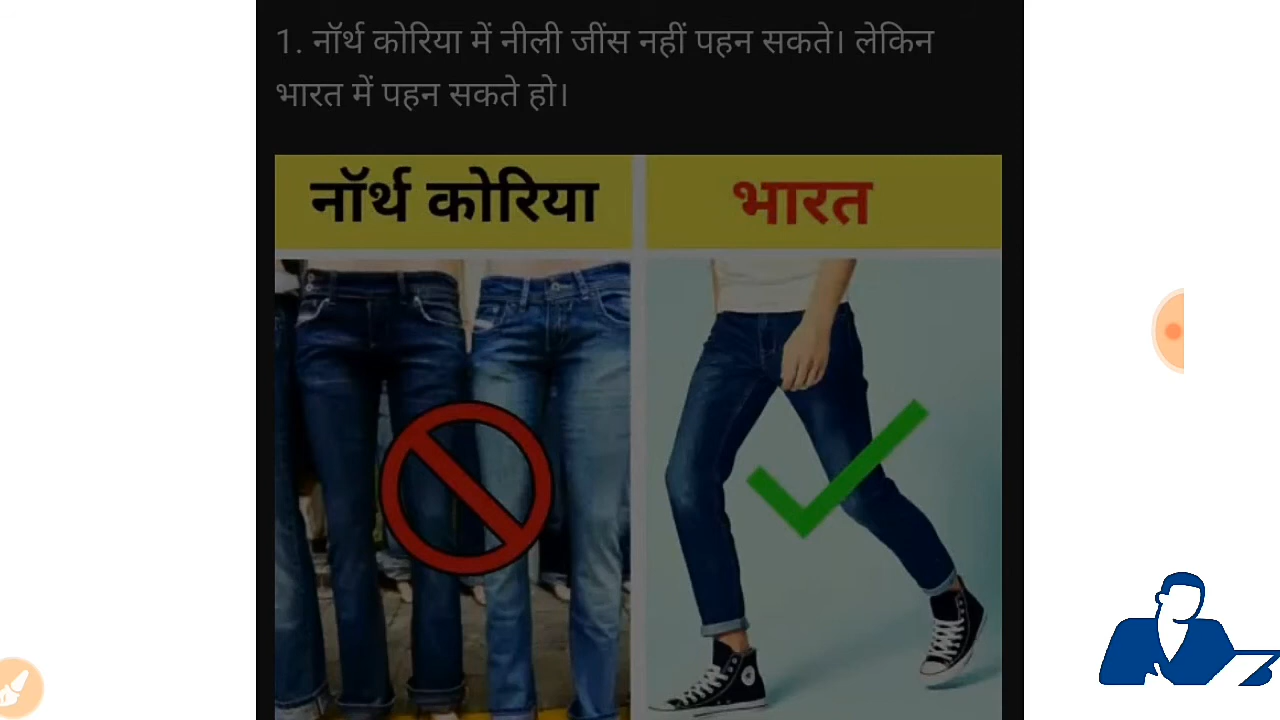 1. नॉर्थ कोरिया में नीली जींस नहीं पहन सकते। लेकिन
भारत में पहन सकते हो।
नॉर्थ कोरिया
भारत